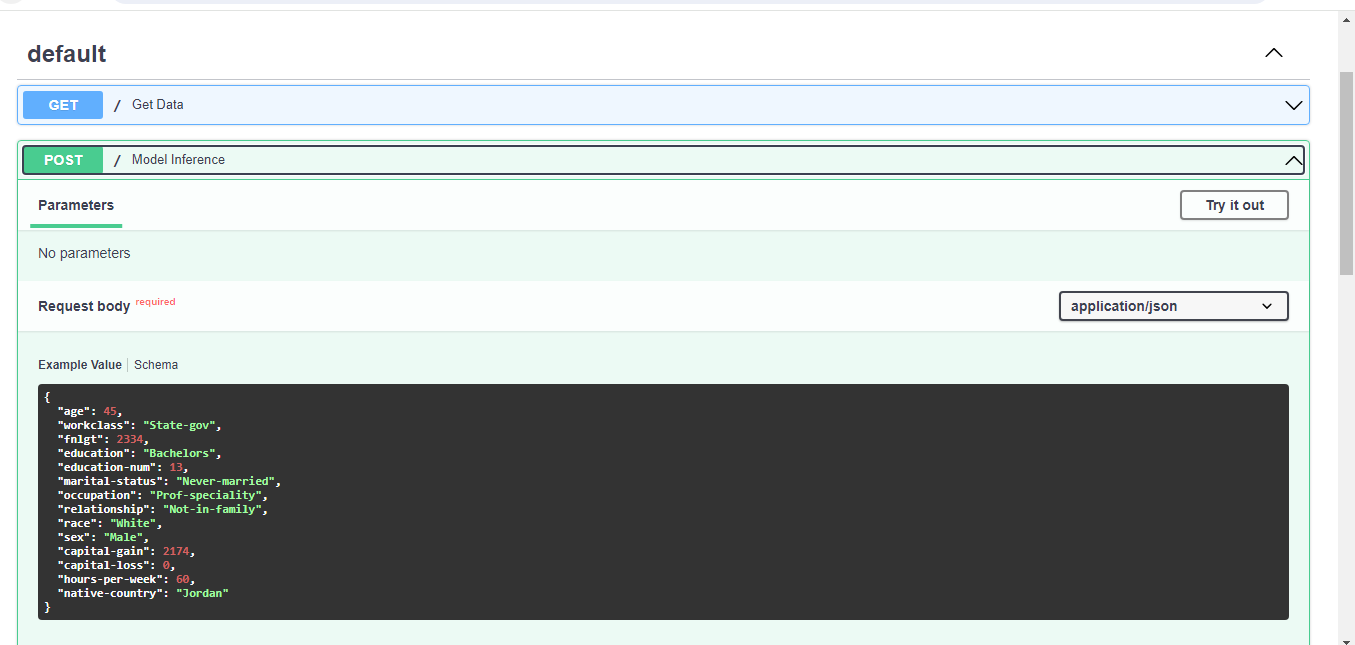 default
GET / Get Data
POST / Model Inference
Parameters
Try it out
No parameters
Request body required
application/json
Example Value | Schema
{
"age": 45,
"workclass": "State-gov",
"fnlgt": 2334,
"education": "Bachelors",
"education-num": 13,
"marital-status": "Never-married",
"occupation": "Prof-speciality",
"relationship": "Not-in-family",
"race": "White",
"sex": "Male",
"capital-gain": 2174,
"capital-loss": 0,
"hours-per-week": 60,
"native-country": "Jordan"
}